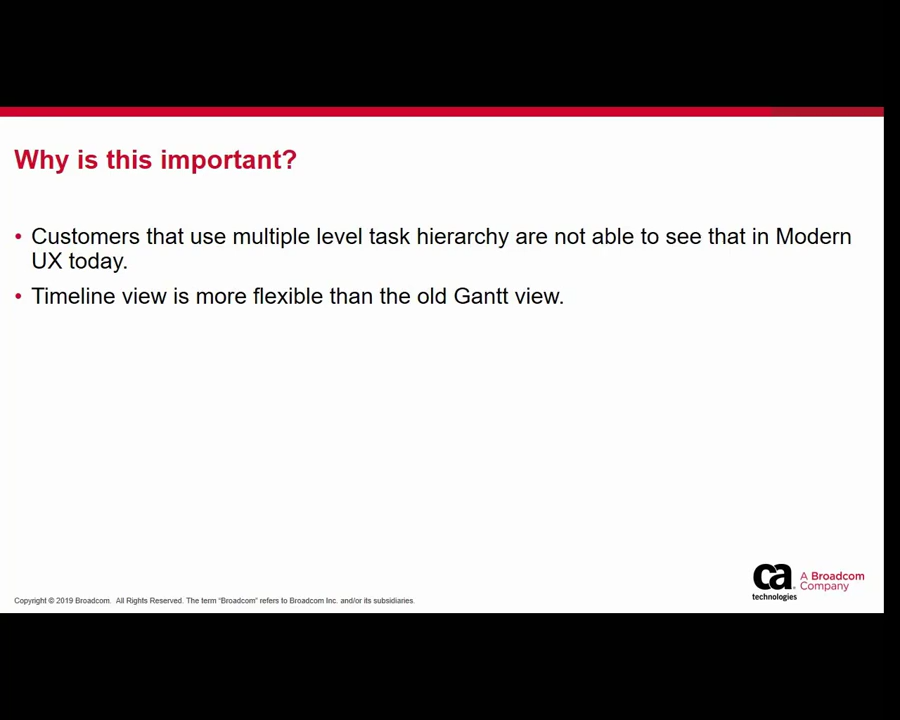 Why is this important?
• Customers that use multiple level task hierarchy are not able to see that in Modern
UX today.
• Timeline view is more flexible than the old Gantt view.
ca
technologies
A Broadcom
Company
Copyright © 2019 Broadcom. All Rights Reserved. The term “Broadcom” refers to Broadcom Inc. and/or its subsidiaries.